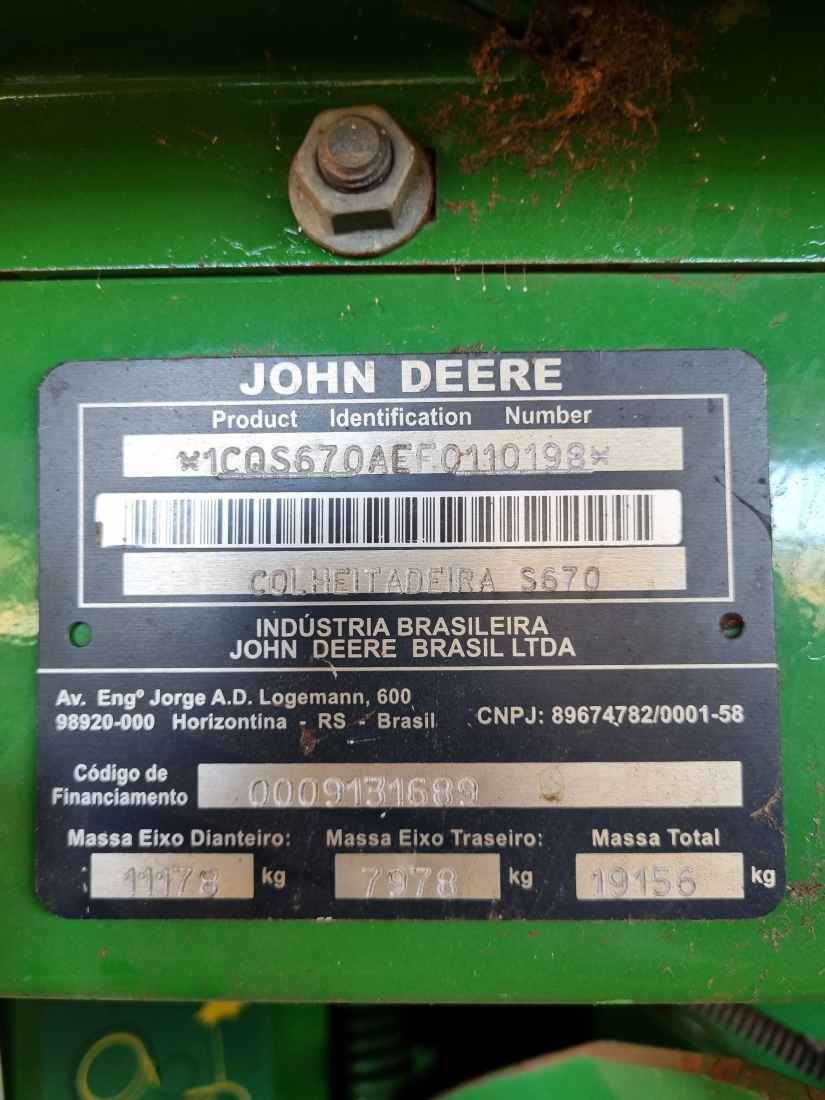 JOHN DEERE
Product Identification Number
*1CQS670AEF0110198*
COLHEITADEIRA S670
INDÚSTRIA BRASILEIRA
JOHN DEERE BRASIL LTDA
Av. Engº Jorge A.D. Logemann, 600
98920-000 Horizontina - RS - Brasil
CNPJ: 89674782/0001-58
Código de
Financiamento
0009131689
Massa Eixo Dianteiro: Massa Eixo Traseiro: Massa Total
11178 kg 7978 kg 19156 kg